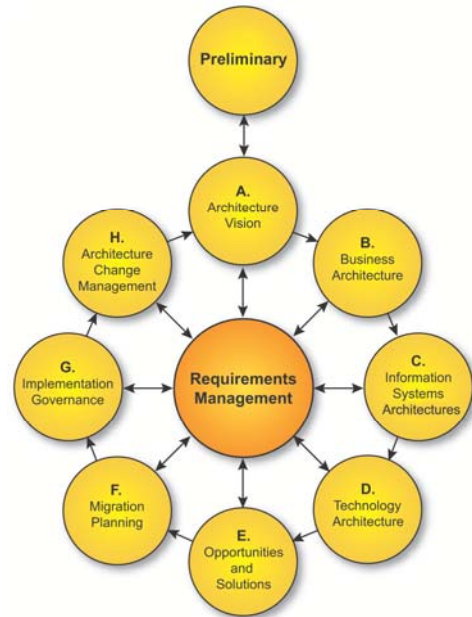 Preliminary
A.
Architecture
Vision
B.
Business
Architecture
C.
Information
Systems
Architectures
D.
Technology
Architecture
E.
Opportunities
and
Solutions
F.
Migration
Planning
G.
Implementation
Governance
H.
Architecture
Change
Management
Requirements
Management